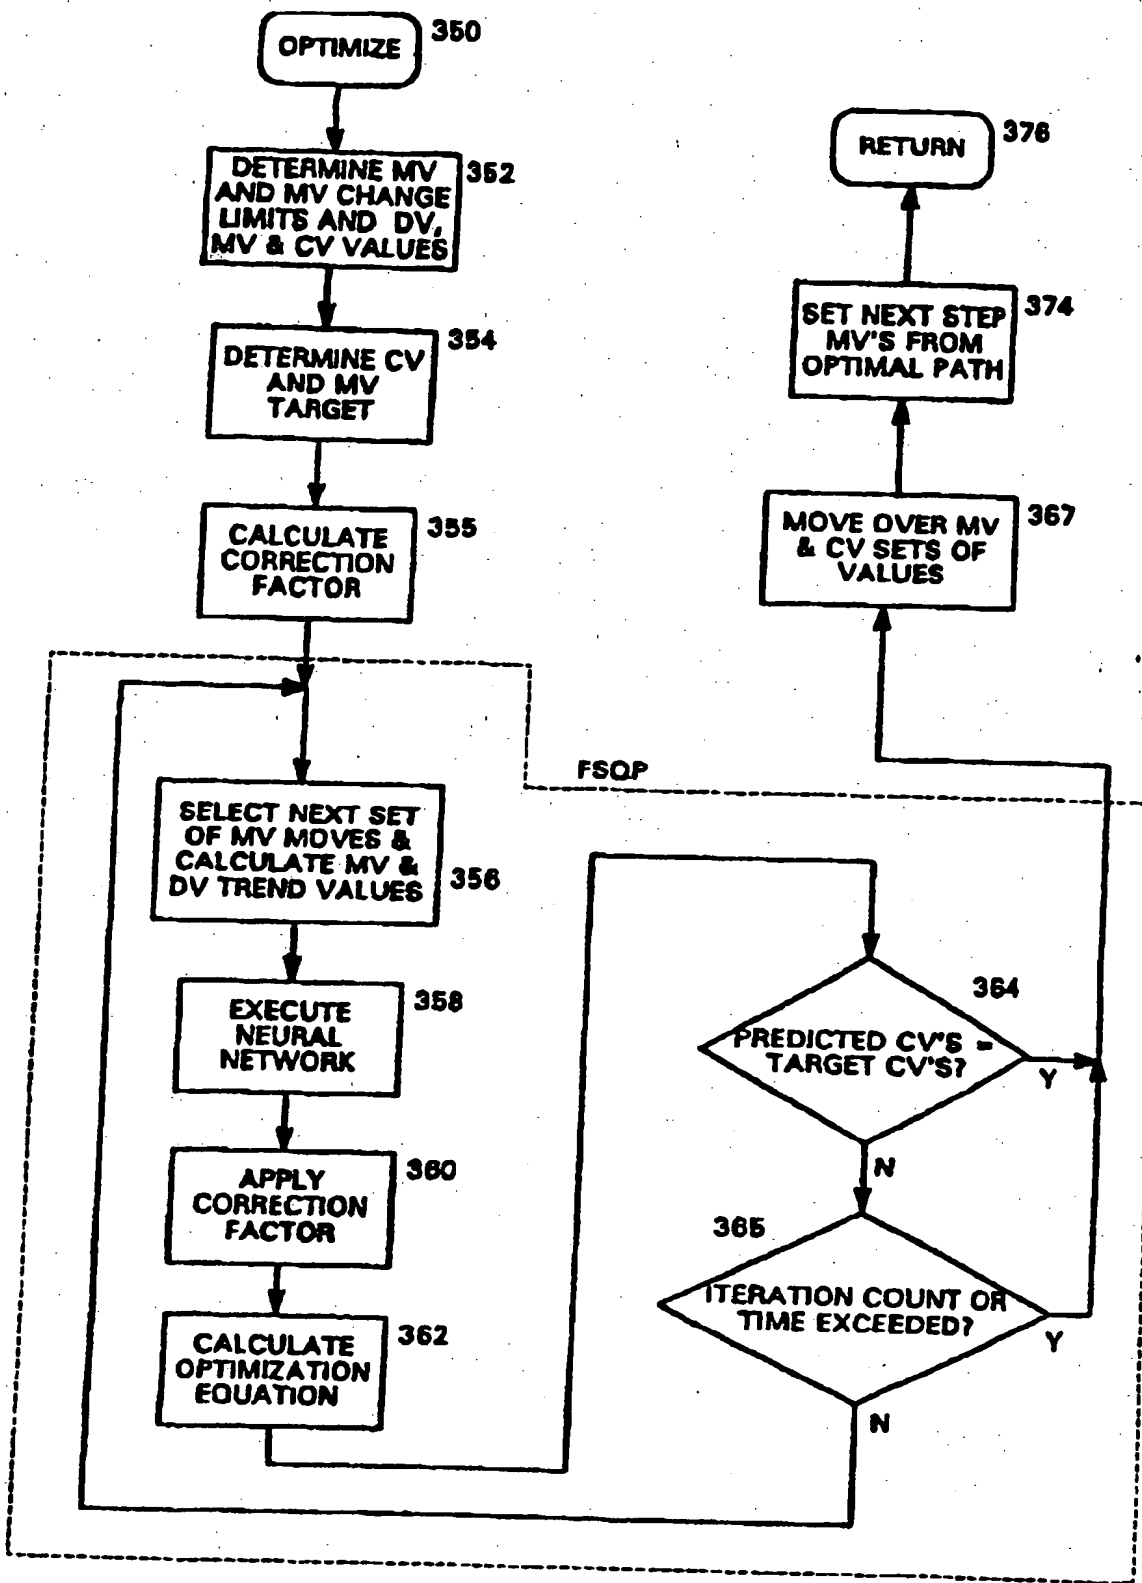 OPTIMIZE
350
DETERMINE MV
AND MV CHANGE
LIMITS AND DV,
MV & CV VALUES
352
DETERMINE CV
AND MV
TARGET
354
CALCULATE
CORRECTION
FACTOR
355
SELECT NEXT SET
OF MV MOVES &
CALCULATE MV &
DV TREND VALUES
356
EXECUTE
NEURAL
NETWORK
358
APPLY
CORRECTION
FACTOR
360
CALCULATE
OPTIMIZATION
EQUATION
362
FSQP
364
PREDICTED CV'S =
TARGET CV'S?
Y
N
365
ITERATION COUNT OR
TIME EXCEEDED?
Y
N
MOVE OVER MV
& CV SETS OF
VALUES
367
SET NEXT STEP
MV'S FROM
OPTIMAL PATH
374
RETURN
376